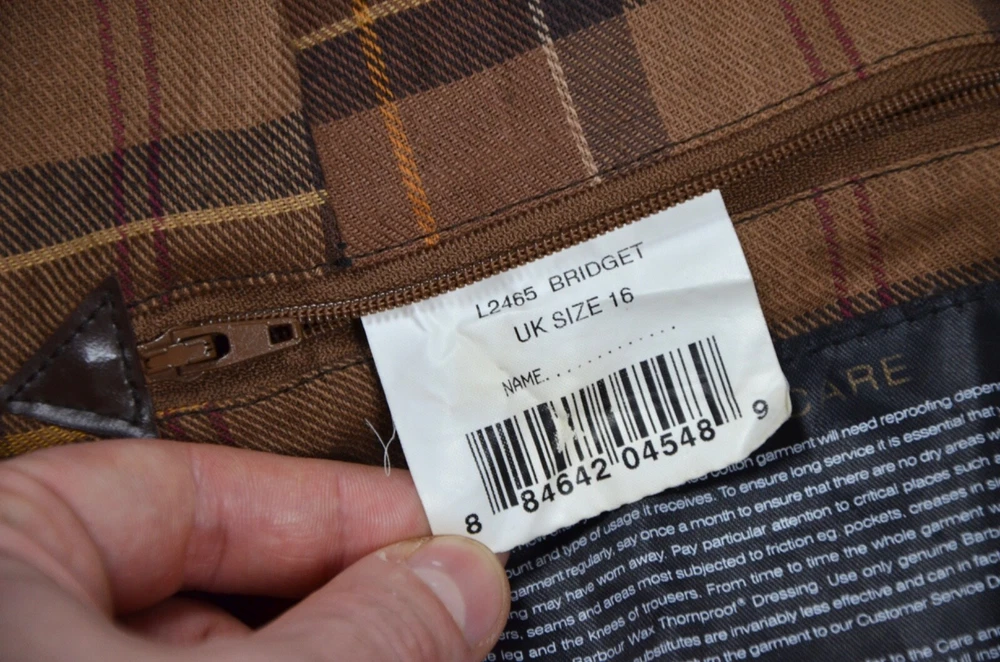 L2465 BRIDGET
UK SIZE 16
NAME. . . . . . . . . . . .
8 84642 04548 9
CARE
cotton garment will need reproofing
and type of usage it receives. To ensure long service it is essential that
garment regularly, say once a month to ensure that there are no dry areas
may have worn away. Pay particular attention to critical places such
seams and areas most subjected to friction eg. pockets, creases in
leg and the knees of trousers. From time to time the whole garment
Barbour Wax Thornproof® Dressing. Use only genuine
substitutes are invariably less effective and can in
the garment to our Customer Service
to the Care and